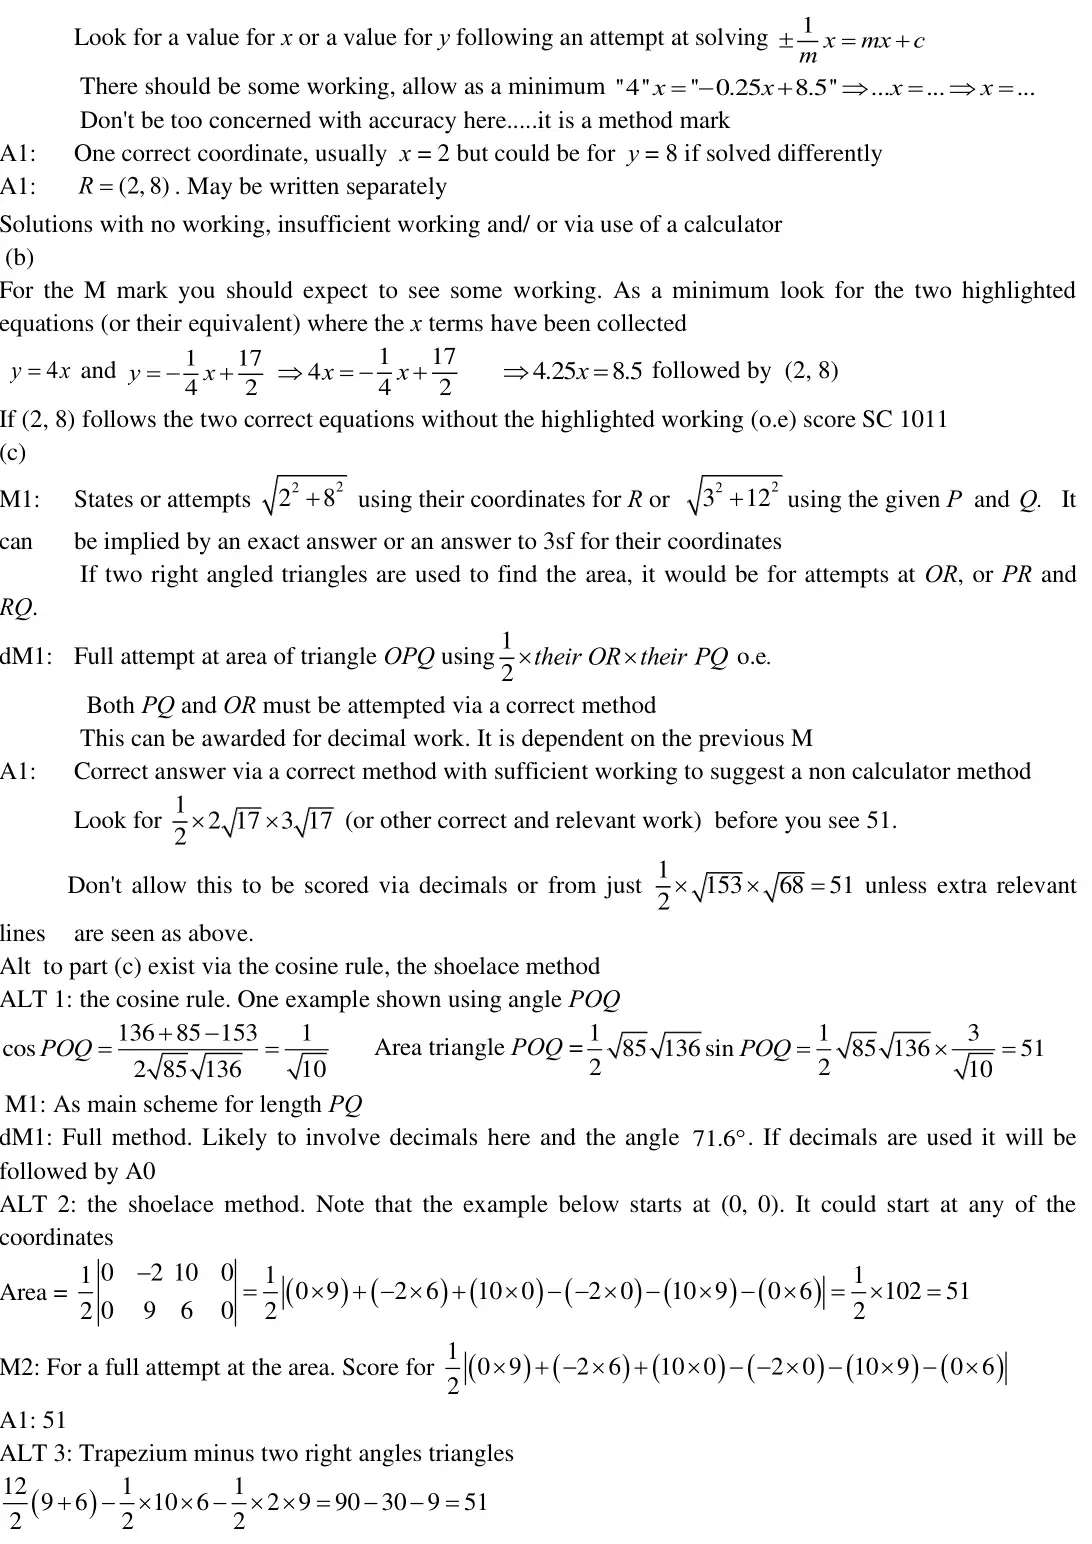 Look for a value for x or a value for y following an attempt at solving ±1/m x = mx + c
There should be some working, allow as a minimum "4"x = "−0.25x + 8.5" ⇒ ...x = ... ⇒ x = ...
Don't be too concerned with accuracy here.....it is a method mark
A1: One correct coordinate, usually x = 2 but could be for y = 8 if solved differently
A1: R = (2, 8) . May be written separately
Solutions with no working, insufficient working and/ or via use of a calculator
(b)
For the M mark you should expect to see some working. As a minimum look for the two highlighted
equations (or their equivalent) where the x terms have been collected
y = 4x and y = −1/4 x + 17/2 ⇒ 4x = −1/4 x + 17/2 ⇒ 4.25x = 8.5 followed by (2, 8)
If (2, 8) follows the two correct equations without the highlighted working (o.e) score SC 1011
(c)
M1: States or attempts √(2² + 8²) using their coordinates for R or √(3² + 12²) using the given P and Q. It
can be implied by an exact answer or an answer to 3sf for their coordinates
If two right angled triangles are used to find the area, it would be for attempts at OR, or PR and
RQ.
dM1: Full attempt at area of triangle OPQ using 1/2 × their OR × their PQ o.e.
Both PQ and OR must be attempted via a correct method
This can be awarded for decimal work. It is dependent on the previous M
A1: Correct answer via a correct method with sufficient working to suggest a non calculator method
Look for 1/2 × 2√17 × 3√17 (or other correct and relevant work) before you see 51.
Don't allow this to be scored via decimals or from just 1/2 × √153 × √68 = 51 unless extra relevant
lines are seen as above.
Alt to part (c) exist via the cosine rule, the shoelace method
ALT 1: the cosine rule. One example shown using angle POQ
cos POQ = (136 + 85 − 153)/(2√85√136) = 1/√10 Area triangle POQ = 1/2 √85√136 sin POQ = 1/2 √85√136 × 3/√10 = 51
M1: As main scheme for length PQ
dM1: Full method. Likely to involve decimals here and the angle 71.6°. If decimals are used it will be
followed by A0
ALT 2: the shoelace method. Note that the example below starts at (0, 0). It could start at any of the
coordinates
Area = 1/2 |0 −2 10 0 / 0 9 6 0| = 1/2 |(0×9) + (−2×6) + (10×0) − (−2×0) − (10×9) − (0×6)| = 1/2 × 102 = 51
M2: For a full attempt at the area. Score for 1/2 |(0×9) + (−2×6) + (10×0) − (−2×0) − (10×9) − (0×6)|
A1: 51
ALT 3: Trapezium minus two right angles triangles
12/2 (9 + 6) − 1/2 × 10 × 6 − 1/2 × 2 × 9 = 90 − 30 − 9 = 51